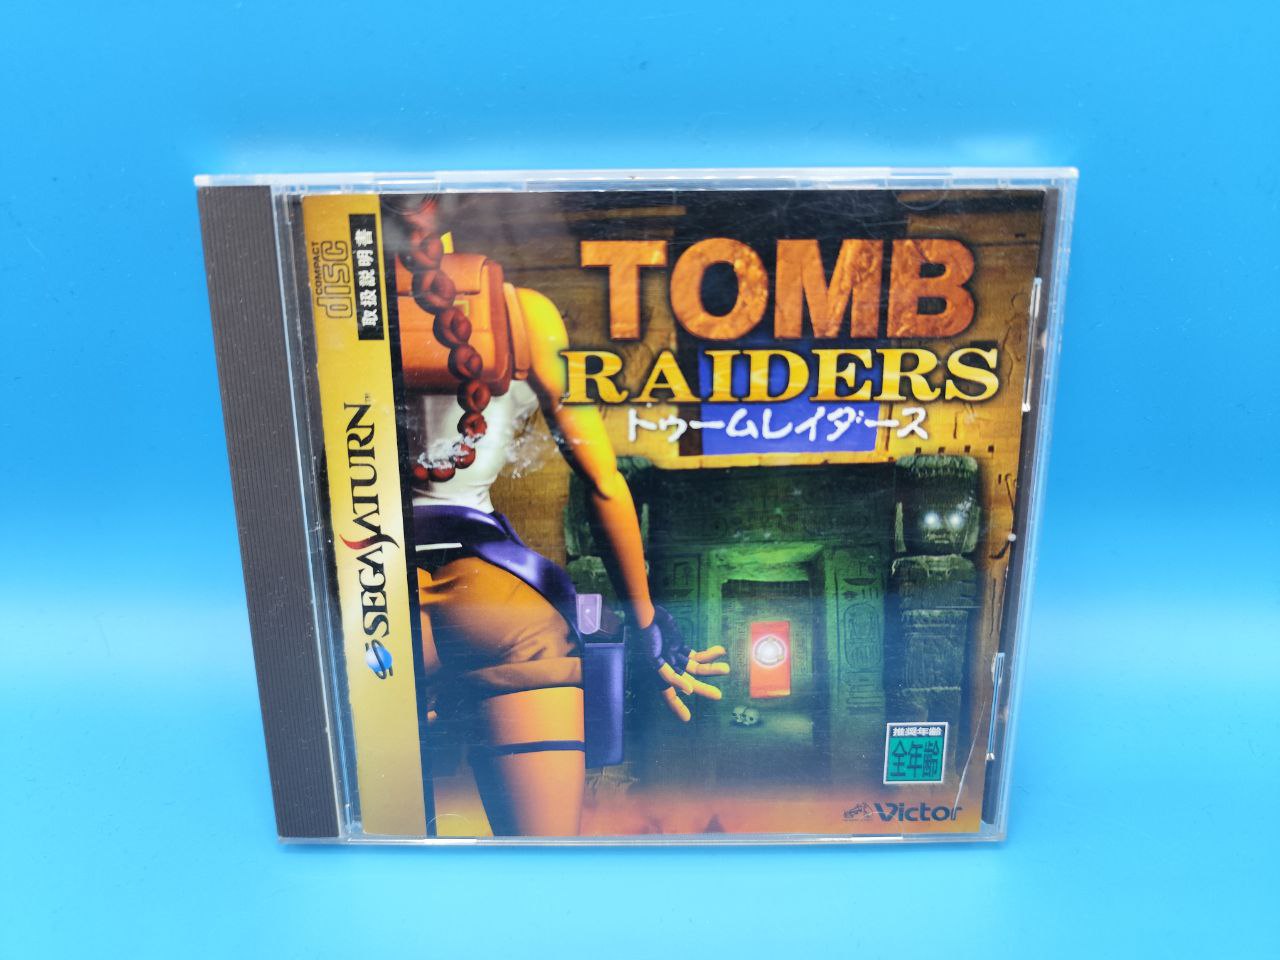 COMPACT
disc
取扱説明書
SEGA SATURN™
TOMB
RAIDERS
トゥームレイダース
推奨年齢
全年齢
Victor